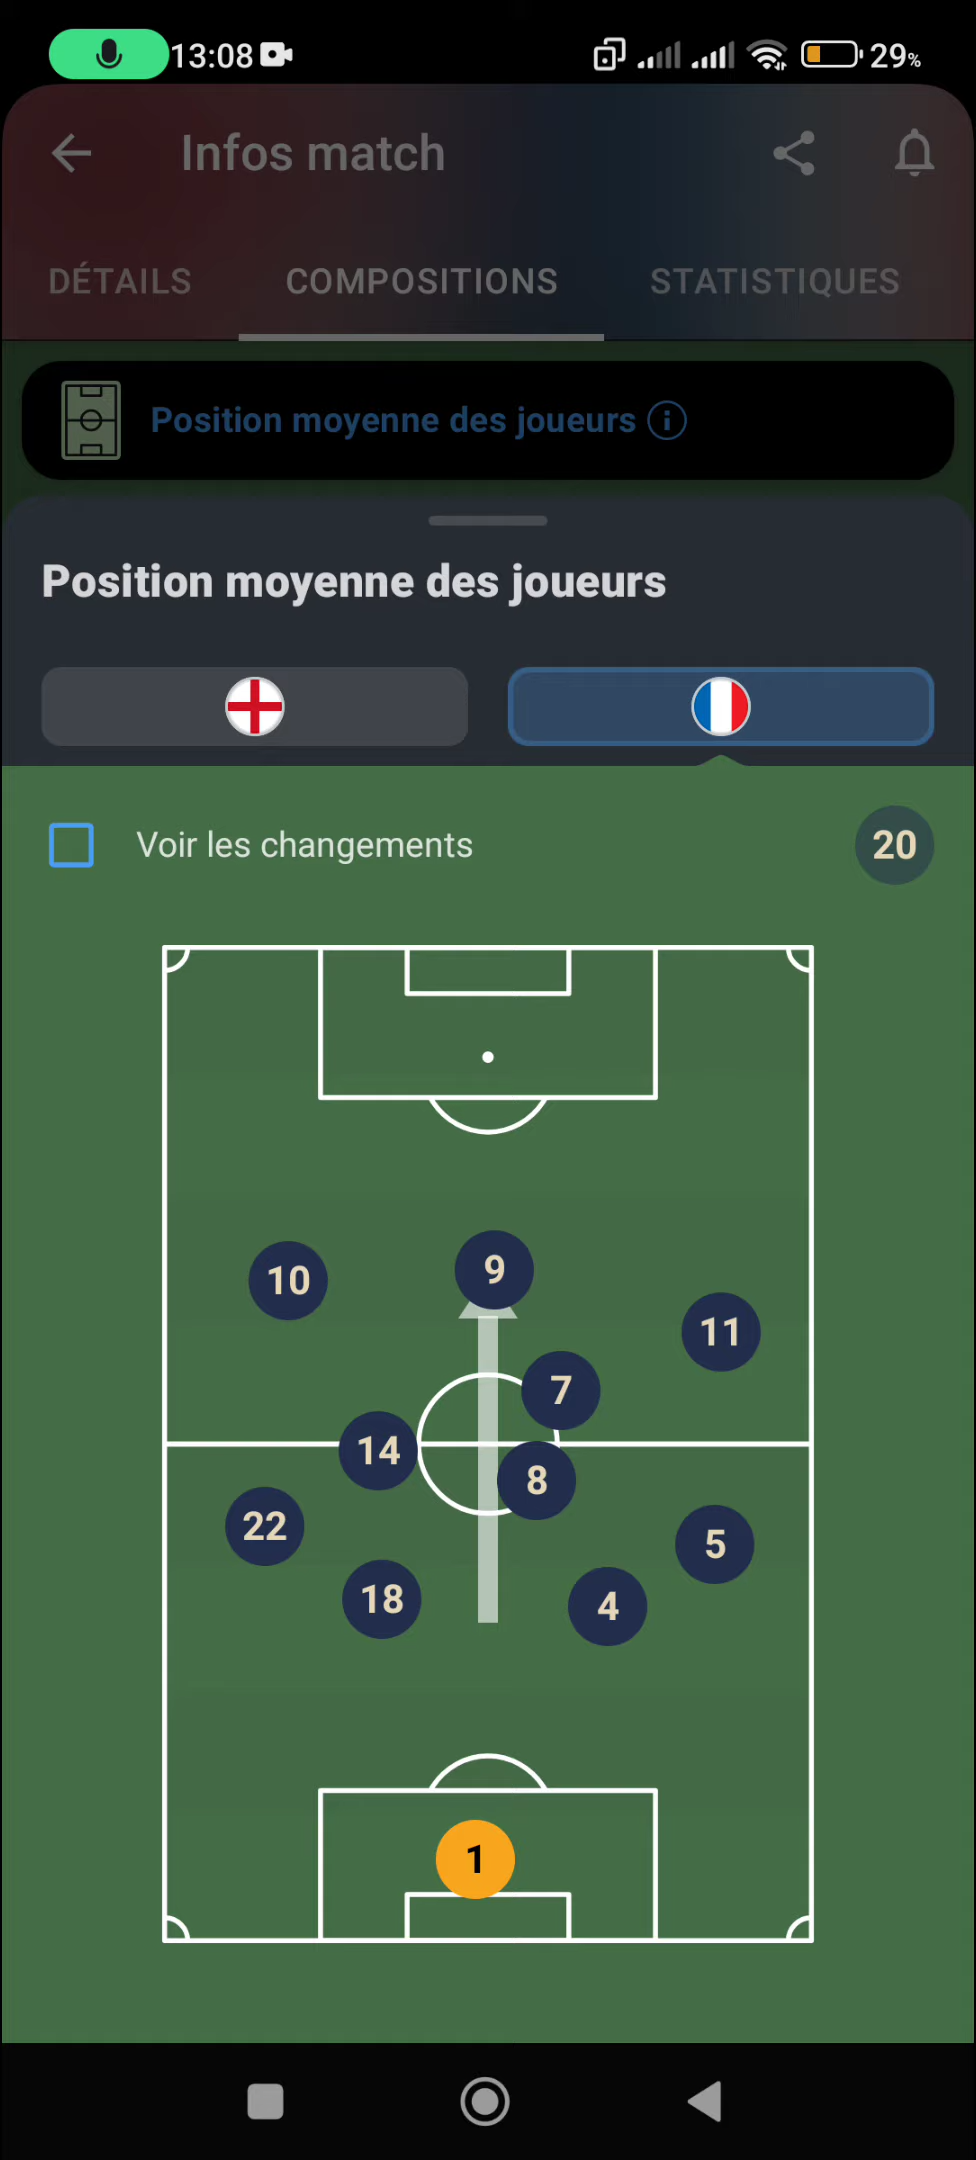 13:08
29%
Infos match
DÉTAILS COMPOSITIONS STATISTIQUES
Position moyenne des joueurs i
Position moyenne des joueurs
Voir les changements 20
9
10
11
7
14
8
22
5
18
4
1